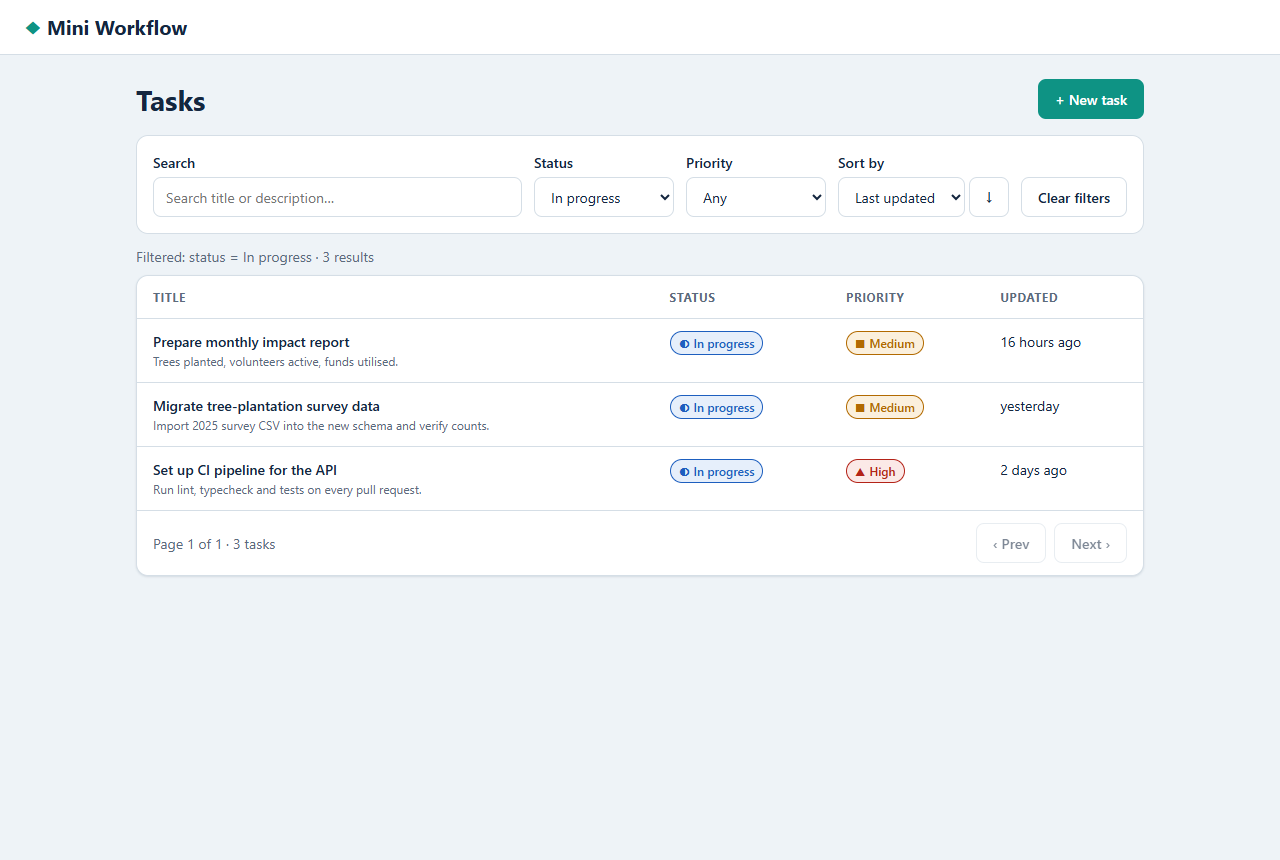 Mini Workflow
Tasks
+ New task
Search Status Priority Sort by
Search title or description... In progress Any Last updated ↓ Clear filters
Filtered: status = In progress · 3 results
TITLE STATUS PRIORITY UPDATED
Prepare monthly impact report In progress Medium 16 hours ago
Trees planted, volunteers active, funds utilised.
Migrate tree-plantation survey data In progress Medium yesterday
Import 2025 survey CSV into the new schema and verify counts.
Set up CI pipeline for the API In progress High 2 days ago
Run lint, typecheck and tests on every pull request.
Page 1 of 1 · 3 tasks ‹ Prev Next ›